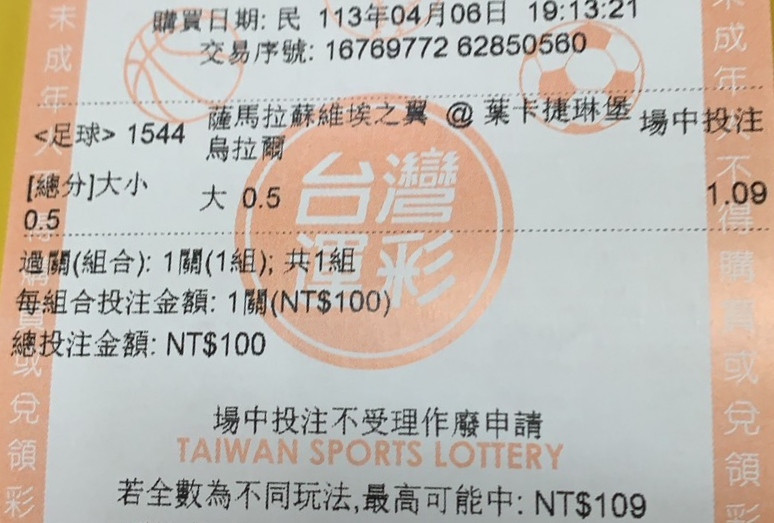 購買日期: 民 113年04月06日 19:13:21
交易序號: 16769772 62850560
<足球> 1544 薩馬拉蘇維埃之翼 @ 葉卡捷琳堡 場中投注
烏拉爾
[總分]大小 大 0.5 1.09
0.5
台灣
運彩
過關(組合): 1關(1組); 共1組
每組合投注金額: 1關(NT$100)
總投注金額: NT$100
場中投注不受理作廢申請
TAIWAN SPORTS LOTTERY
若全數為不同玩法,最高可能中: NT$109
未成年人
得購買或兌領彩
未成年人不得購買或兌領彩